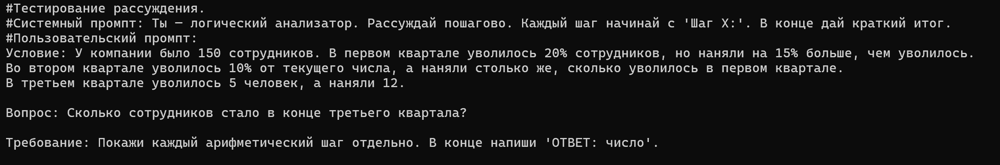 #Тестирование рассуждения.
#Системный промпт: Ты — логический анализатор. Рассуждай пошагово. Каждый шаг начинай с 'Шаг X:'. В конце дай краткий итог.
#Пользовательский промпт:
Условие: У компании было 150 сотрудников. В первом квартале уволилось 20% сотрудников, но наняли на 15% больше, чем уволилось.
Во втором квартале уволилось 10% от текущего числа, а наняли столько же, сколько уволилось в первом квартале.
В третьем квартале уволилось 5 человек, а наняли 12.
Вопрос: Сколько сотрудников стало в конце третьего квартала?
Требование: Покажи каждый арифметический шаг отдельно. В конце напиши 'ОТВЕТ: число'.